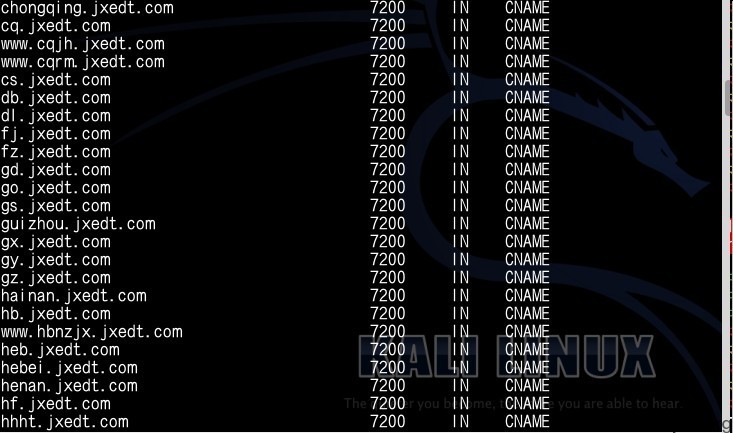 chongqing.jxedt.com 7200 IN CNAME
cq.jxedt.com 7200 IN CNAME
www.cqjh.jxedt.com 7200 IN CNAME
www.cqrm.jxedt.com 7200 IN CNAME
cs.jxedt.com 7200 IN CNAME
db.jxedt.com 7200 IN CNAME
dl.jxedt.com 7200 IN CNAME
fj.jxedt.com 7200 IN CNAME
fz.jxedt.com 7200 IN CNAME
gd.jxedt.com 7200 IN CNAME
go.jxedt.com 7200 IN CNAME
gs.jxedt.com 7200 IN CNAME
guizhou.jxedt.com 7200 IN CNAME
gx.jxedt.com 7200 IN CNAME
gy.jxedt.com 7200 IN CNAME
gz.jxedt.com 7200 IN CNAME
hainan.jxedt.com 7200 IN CNAME
hb.jxedt.com 7200 IN CNAME
www.hbnzjx.jxedt.com 7200 IN CNAME
heb.jxedt.com 7200 IN CNAME
hebei.jxedt.com 7200 IN CNAME
henan.jxedt.com 7200 IN CNAME
hf.jxedt.com 7200 IN CNAME
hhht.jxedt.com 7200 IN CNAME
KALI LINUX
The you are able to hear.